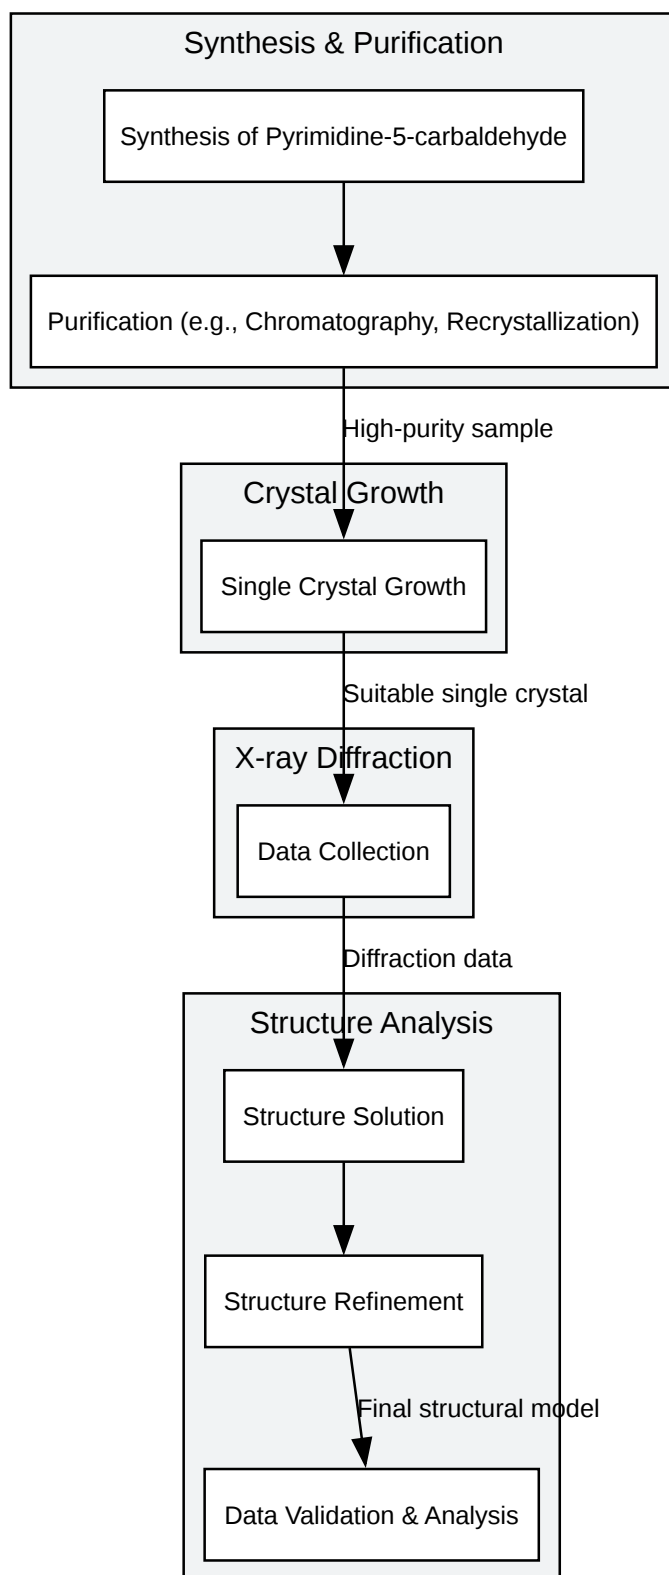 Synthesis & Purification
Synthesis of Pyrimidine-5-carbaldehyde
Purification (e.g., Chromatography, Recrystallization)
High-purity sample
Crystal Growth
Single Crystal Growth
Suitable single crystal
X-ray Diffraction
Data Collection
Diffraction data
Structure Analysis
Structure Solution
Structure Refinement
Final structural model
Data Validation & Analysis